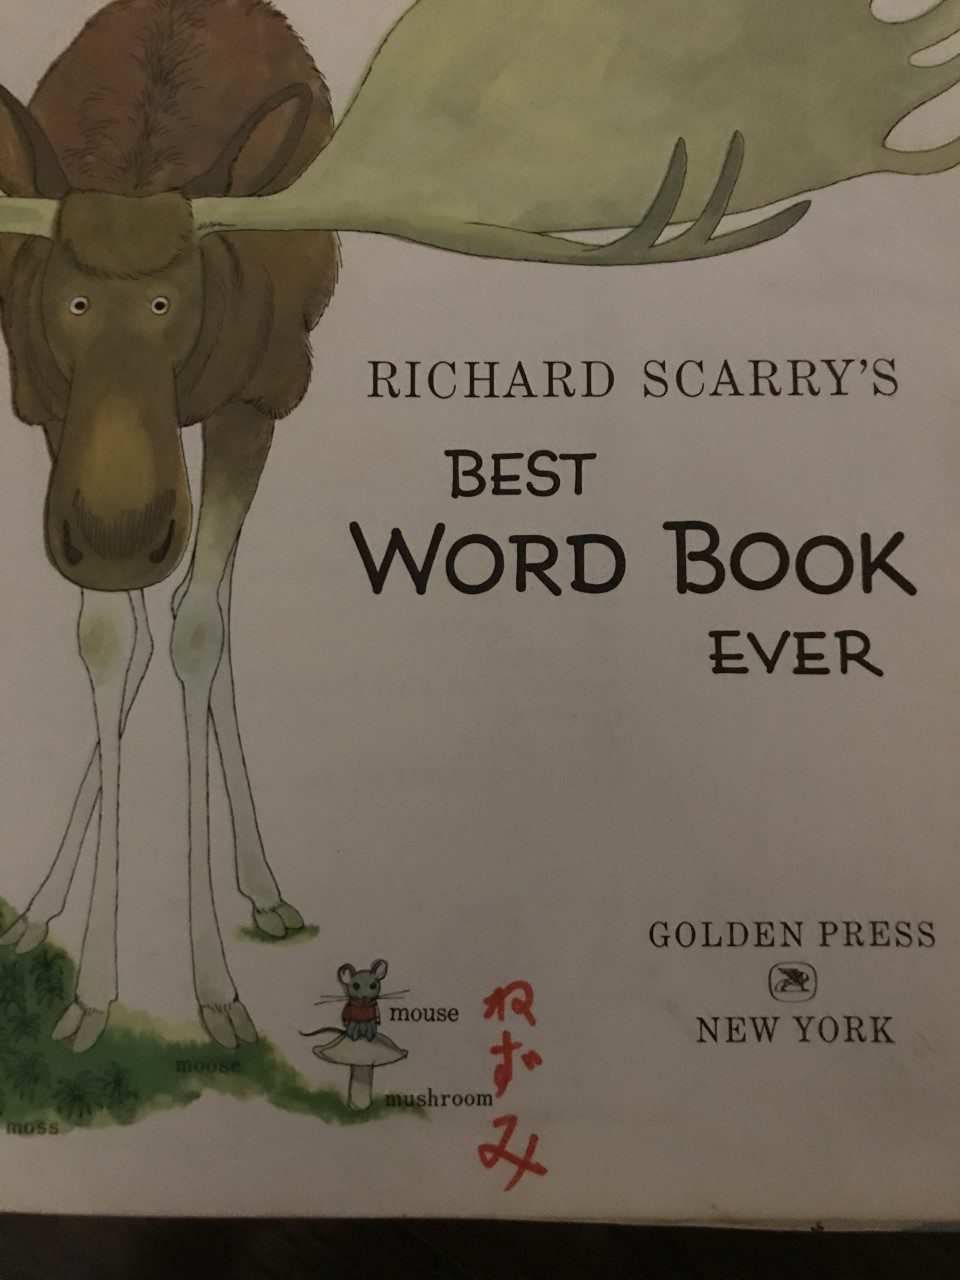 RICHARD SCARRY'S
BEST
WORD BOOK
EVER
GOLDEN PRESS
NEW YORK
mouse
ねずみ
moose
mushroom
moss